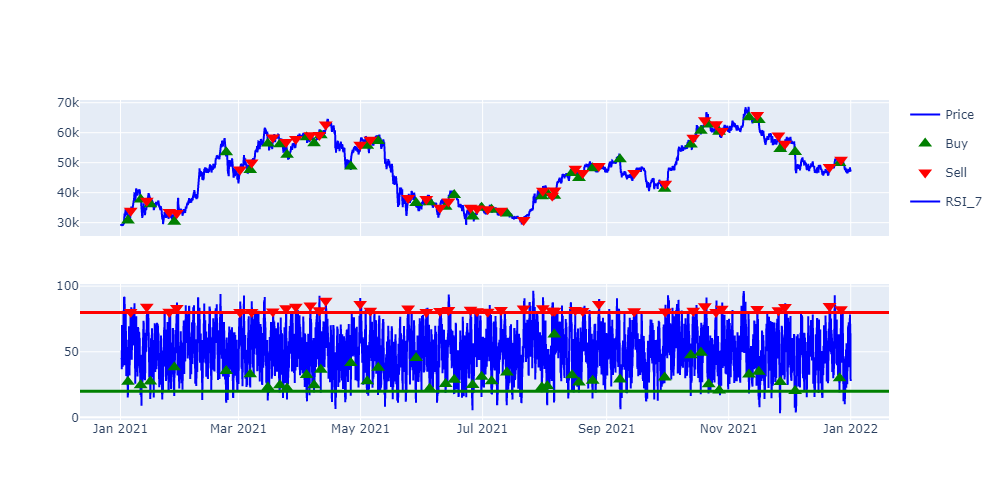 70k
60k
50k
40k
30k
Price
Buy
Sell
RSI_7
100
50
0
Jan 2021
Mar 2021
May 2021
Jul 2021
Sep 2021
Nov 2021
Jan 2022